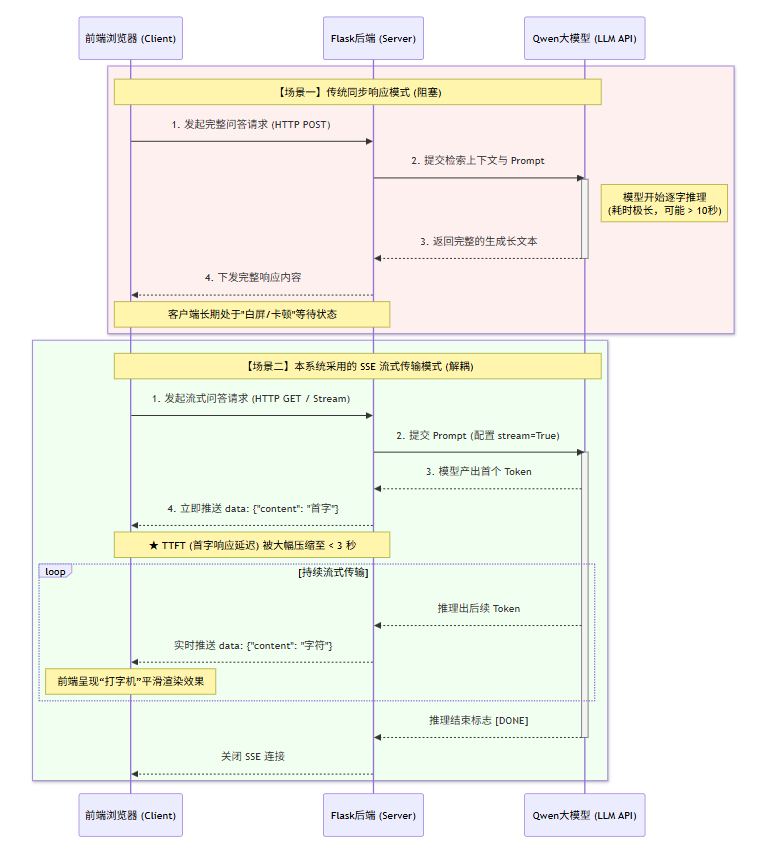 前端浏览器 (Client)
Flask后端 (Server)
Qwen大模型 (LLM API)
【场景一】传统同步响应模式 (阻塞)
1. 发起完整问答请求 (HTTP POST)
2. 提交检索上下文与 Prompt
模型开始逐字推理
(耗时极长，可能 > 10秒)
3. 返回完整的生成长文本
4. 下发完整响应内容
客户端长期处于"白屏/卡顿"等待状态
【场景二】本系统采用的 SSE 流式传输模式 (解耦)
1. 发起流式问答请求 (HTTP GET / Stream)
2. 提交 Prompt (配置 stream=True)
3. 模型产出首个 Token
4. 立即推送 data: {"content": "首字"}
★ TTFT (首字响应延迟) 被大幅压缩至 < 3 秒
loop
[持续流式传输]
推理出后续 Token
实时推送 data: {"content": "字符"}
前端呈现“打字机”平滑渲染效果
推理结束标志 [DONE]
关闭 SSE 连接
前端浏览器 (Client)
Flask后端 (Server)
Qwen大模型 (LLM API)